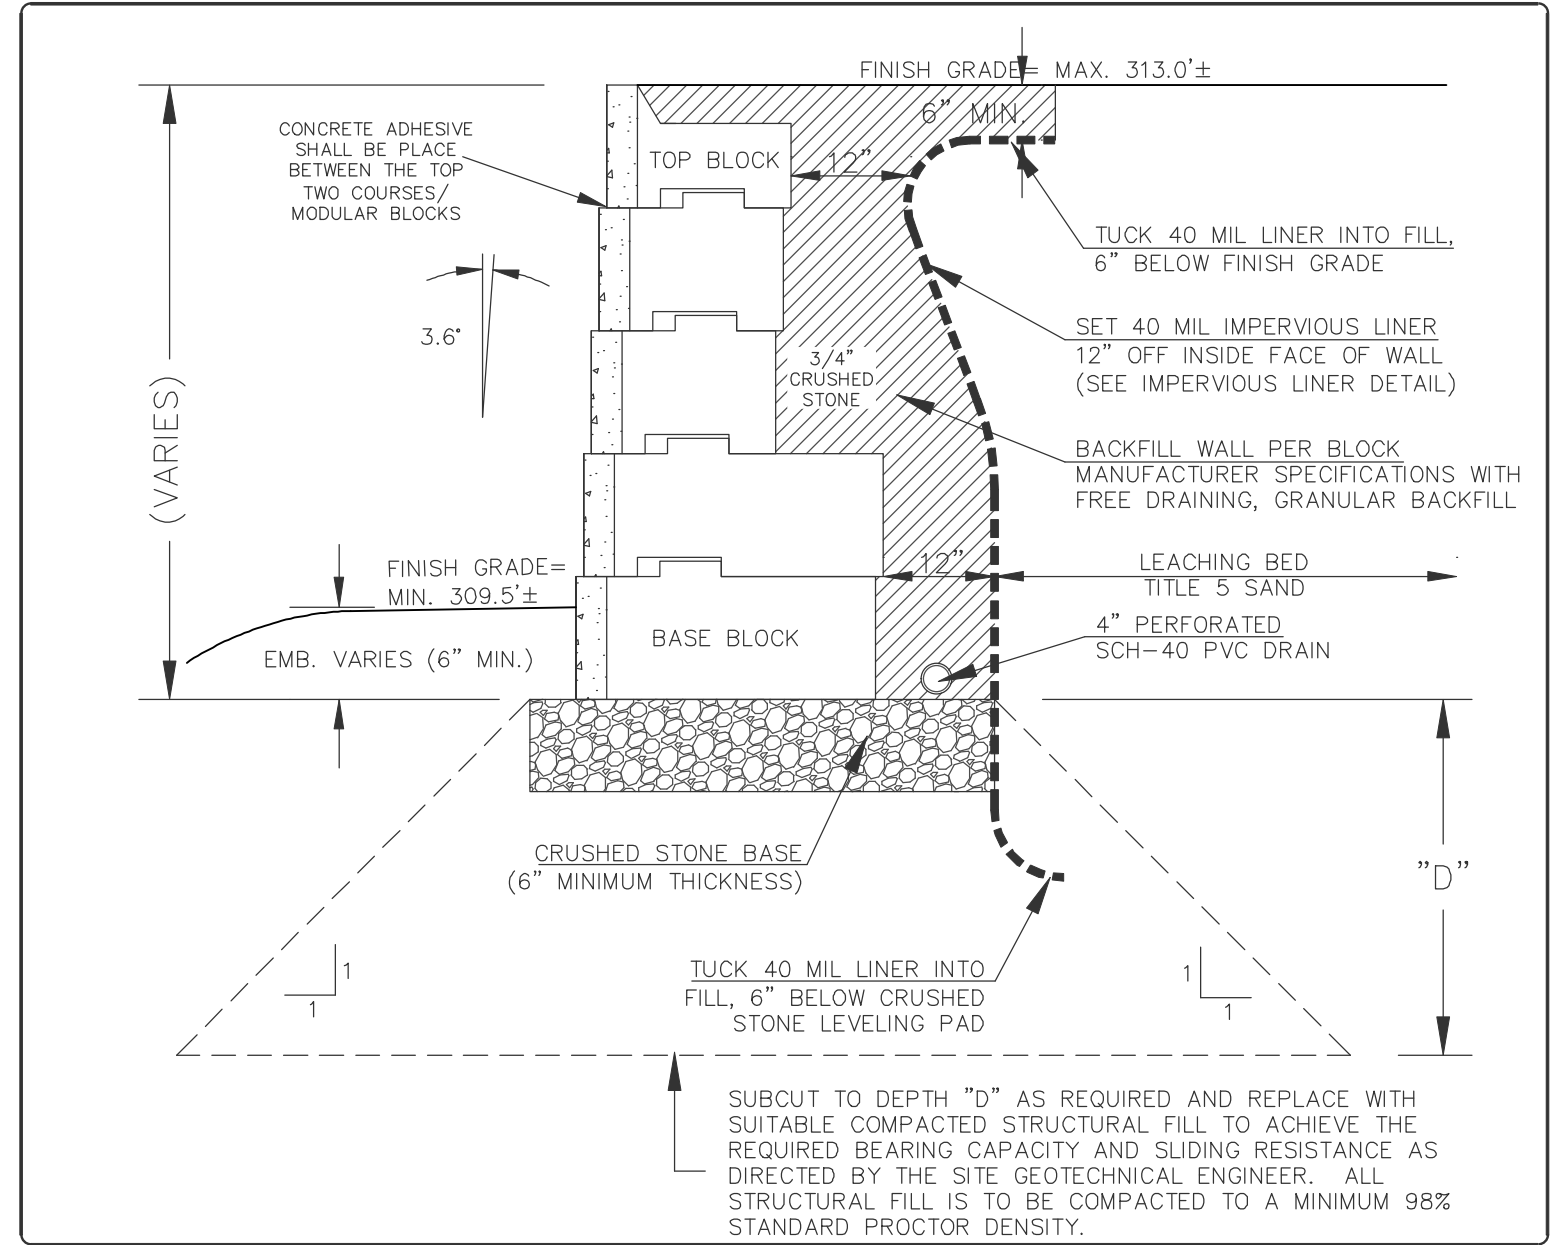 FINISH GRADE= MAX. 313.0'±
6" MIN.
CONCRETE ADHESIVE
SHALL BE PLACE
BETWEEN THE TOP
TWO COURSES/
MODULAR BLOCKS
TOP BLOCK
12"
TUCK 40 MIL LINER INTO FILL,
6" BELOW FINISH GRADE
3.6°
SET 40 MIL IMPERVIOUS LINER
12" OFF INSIDE FACE OF WALL
(SEE IMPERVIOUS LINER DETAIL)
3/4"
CRUSHED
STONE
(VARIES)
BACKFILL WALL PER BLOCK
MANUFACTURER SPECIFICATIONS WITH
FREE DRAINING, GRANULAR BACKFILL
FINISH GRADE=
MIN. 309.5'±
12"
LEACHING BED
TITLE 5 SAND
EMB. VARIES (6" MIN.)
BASE BLOCK
4" PERFORATED
SCH-40 PVC DRAIN
CRUSHED STONE BASE
(6" MINIMUM THICKNESS)
"D"
1
1
TUCK 40 MIL LINER INTO
FILL, 6" BELOW CRUSHED
STONE LEVELING PAD
1
1
SUBCUT TO DEPTH "D" AS REQUIRED AND REPLACE WITH
SUITABLE COMPACTED STRUCTURAL FILL TO ACHIEVE THE
REQUIRED BEARING CAPACITY AND SLIDING RESISTANCE AS
DIRECTED BY THE SITE GEOTECHNICAL ENGINEER. ALL
STRUCTURAL FILL IS TO BE COMPACTED TO A MINIMUM 98%
STANDARD PROCTOR DENSITY.